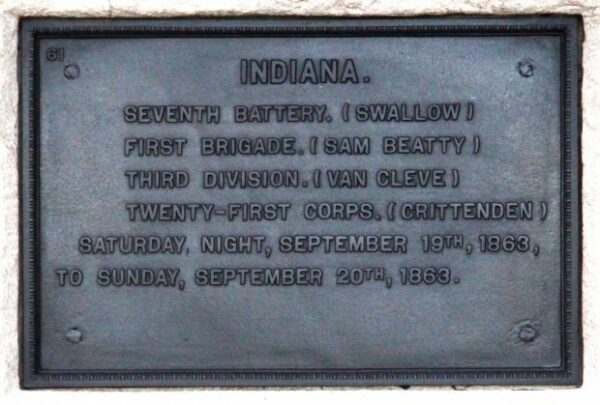 61
INDIANA.
SEVENTH BATTERY. (SWALLOW)
FIRST BRIGADE. (SAM BEATTY)
THIRD DIVISION. (VAN CLEVE)
TWENTY-FIRST CORPS. (CRITTENDEN)
SATURDAY, NIGHT, SEPTEMBER 19TH, 1863,
TO SUNDAY, SEPTEMBER 20TH, 1863.